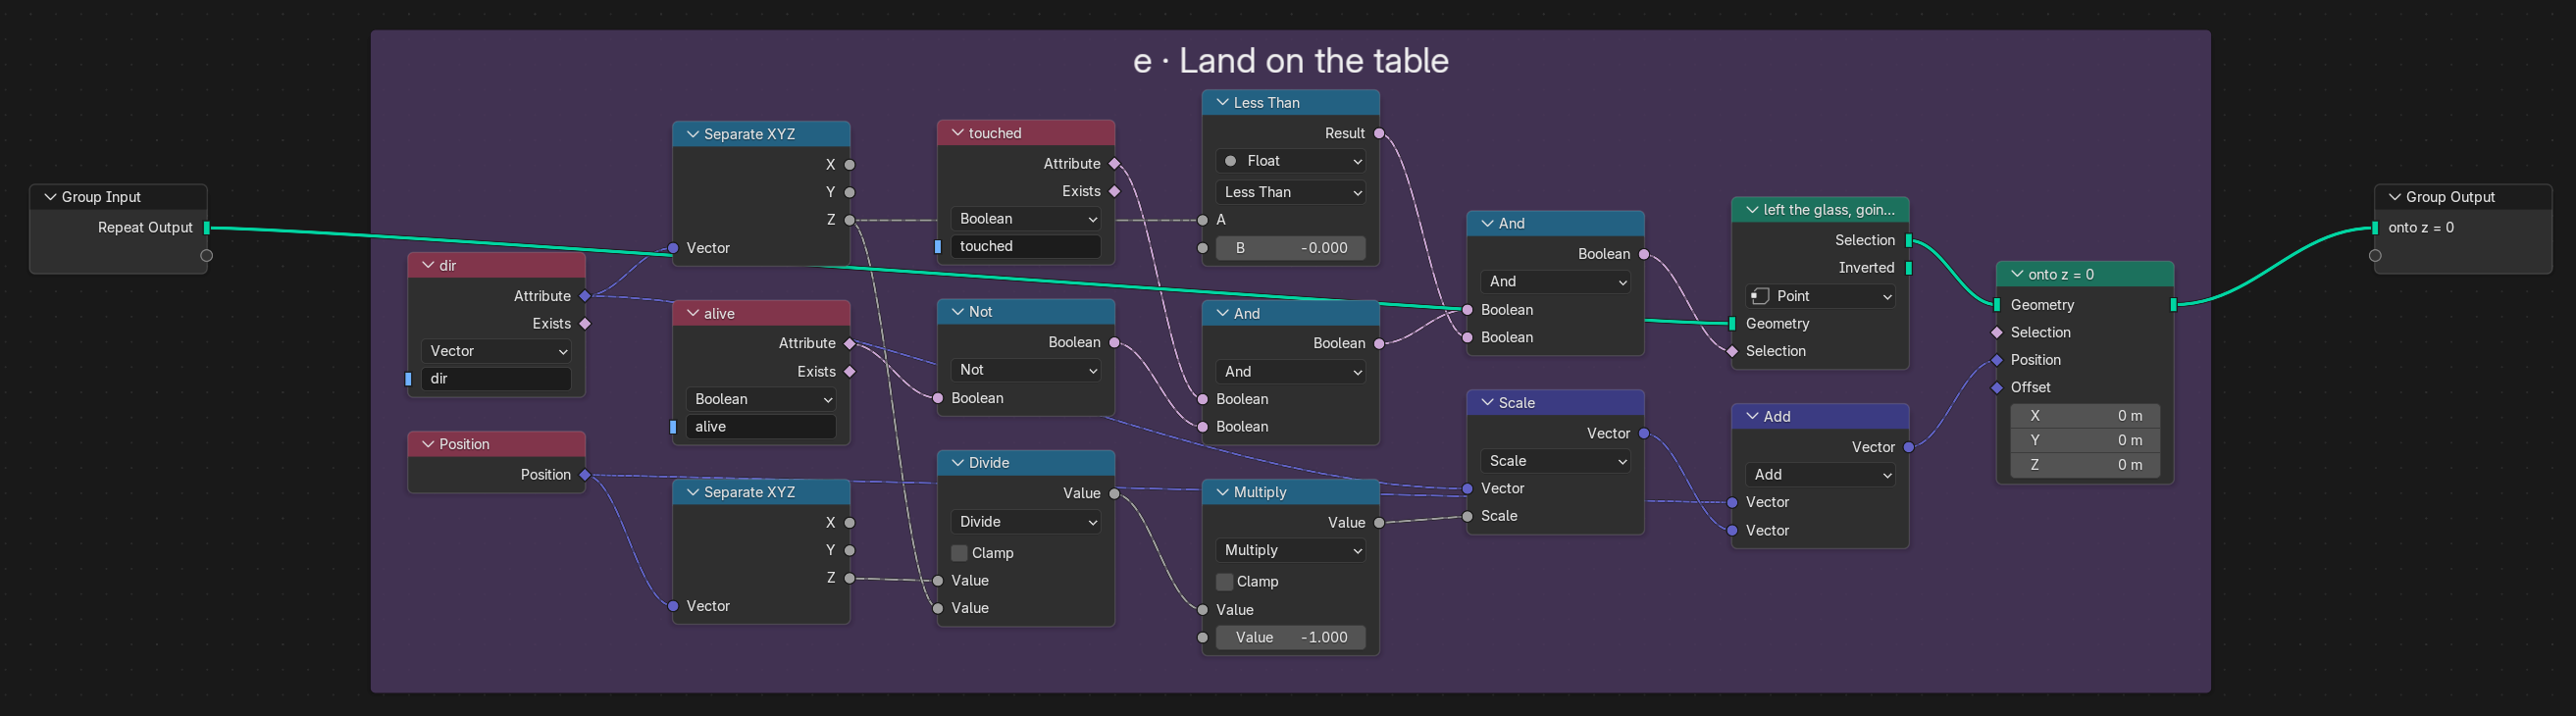 e · Land on the table
Group Input
Repeat Output
dir
Attribute
Exists
Vector
dir
Position
Position
Separate XYZ
X
Y
Z
Vector
alive
Attribute
Exists
Boolean
alive
Separate XYZ
X
Y
Z
Vector
touched
Attribute
Exists
Boolean
touched
Not
Boolean
Not
Boolean
Divide
Value
Divide
Clamp
Value
Value
Less Than
Result
Float
Less Than
A
B -0.000
And
Boolean
And
Boolean
Boolean
Multiply
Value
Multiply
Clamp
Value
Value -1.000
And
Boolean
And
Boolean
Boolean
Scale
Vector
Scale
Vector
Scale
left the glass, goin...
Selection
Inverted
Point
Geometry
Selection
Add
Vector
Add
Vector
Vector
onto z = 0
Geometry
Selection
Position
Offset
X 0 m
Y 0 m
Z 0 m
Group Output
onto z = 0